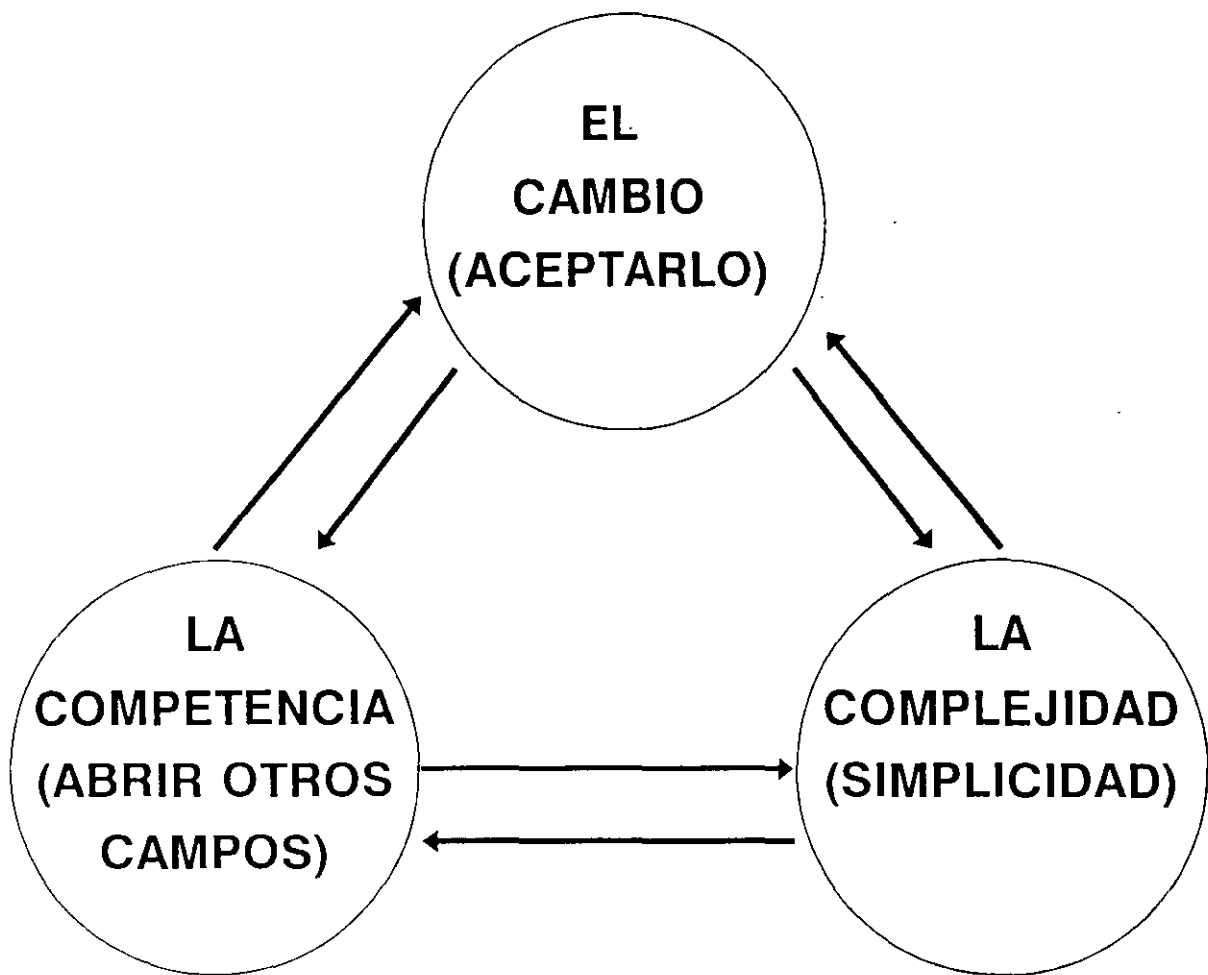 EL
CAMBIO
(ACEPTARLO)
LA
COMPETENCIA
(ABRIR OTROS
CAMPOS)
LA
COMPLEJIDAD
(SIMPLICIDAD)